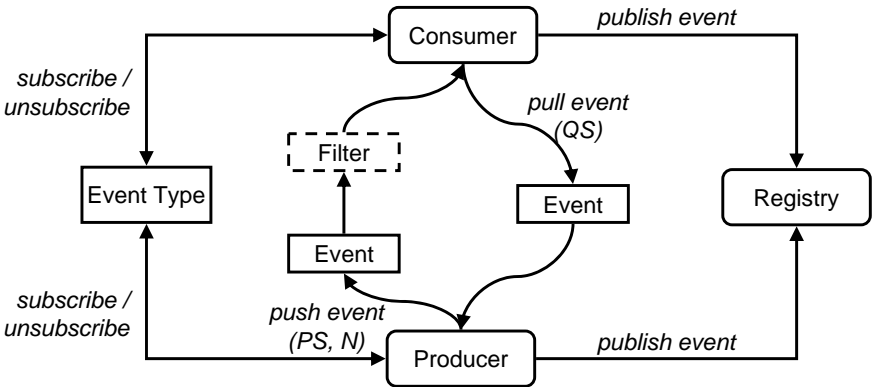 Consumer
publish event
subscribe /
unsubscribe
pull event
(QS)
Filter
Event Type
Event
Registry
Event
subscribe /
unsubscribe
push event
(PS, N)
Producer
publish event